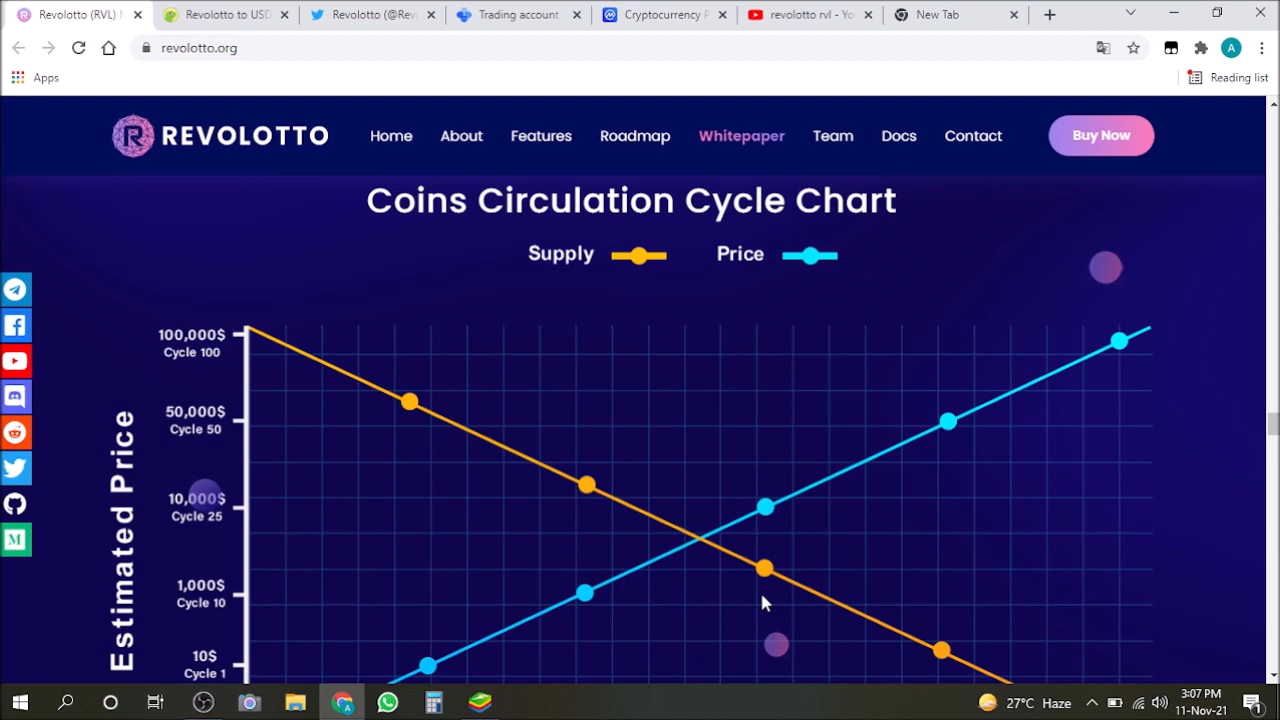 Revolotto (RVL) N
Revolotto to USD
Revolotto (@Rev
Trading account
Cryptocurrency P
revolotto rvl - Yo
New Tab
revolotto.org
A
Apps
Reading list
REVOLOTTO
Home
About
Features
Roadmap
Whitepaper
Team
Docs
Contact
Buy Now
Coins Circulation Cycle Chart
Supply
Price
100,000$
Cycle 100
50,000$
Cycle 50
10,000$
Cycle 25
1,000$
Cycle 10
10$
Cycle 1
Estimated Price
27°C Haze
3:07 PM
11-Nov-21